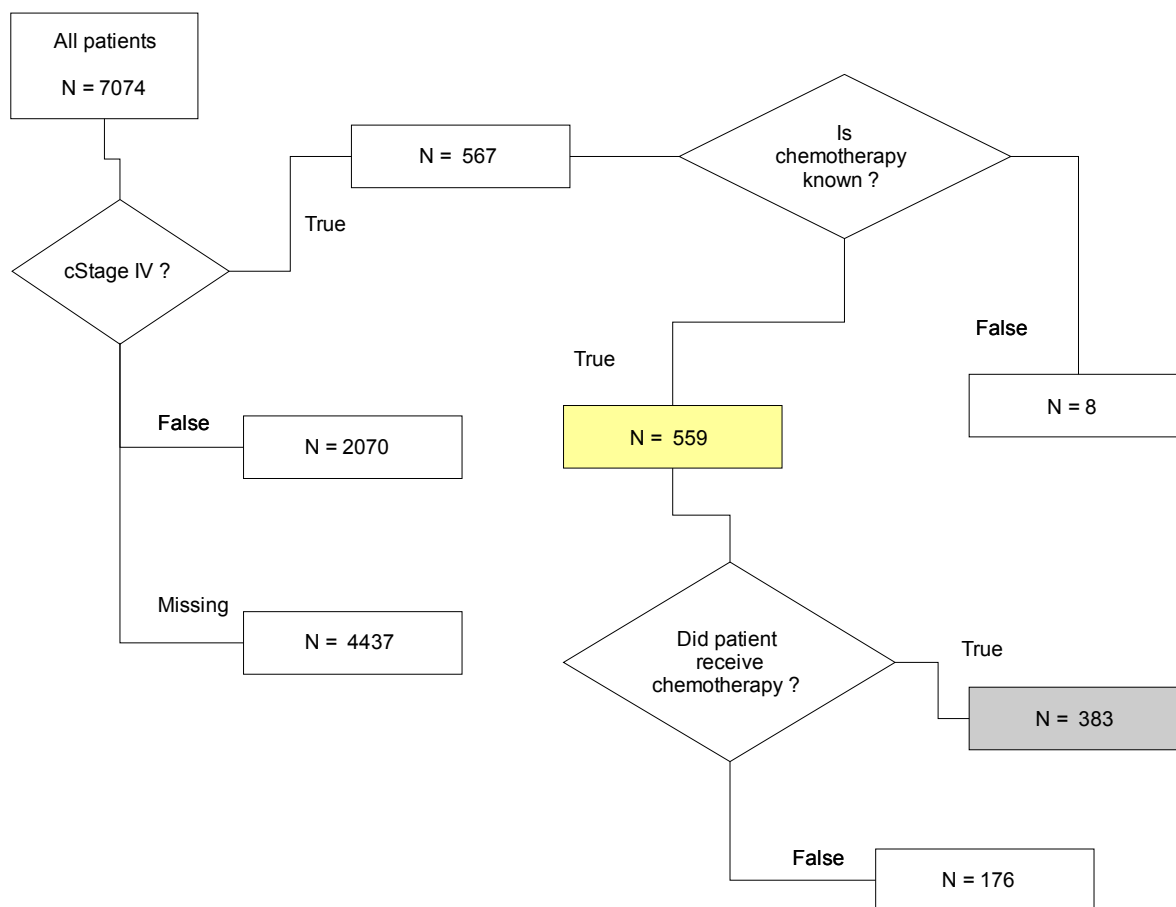 All patients
N = 7074
cStage IV ?
True
N = 567
Is
chemotherapy
known ?
False
N = 8
True
N = 559
False
N = 2070
Missing
N = 4437
Did patient
receive
chemotherapy ?
True
N = 383
False
N = 176